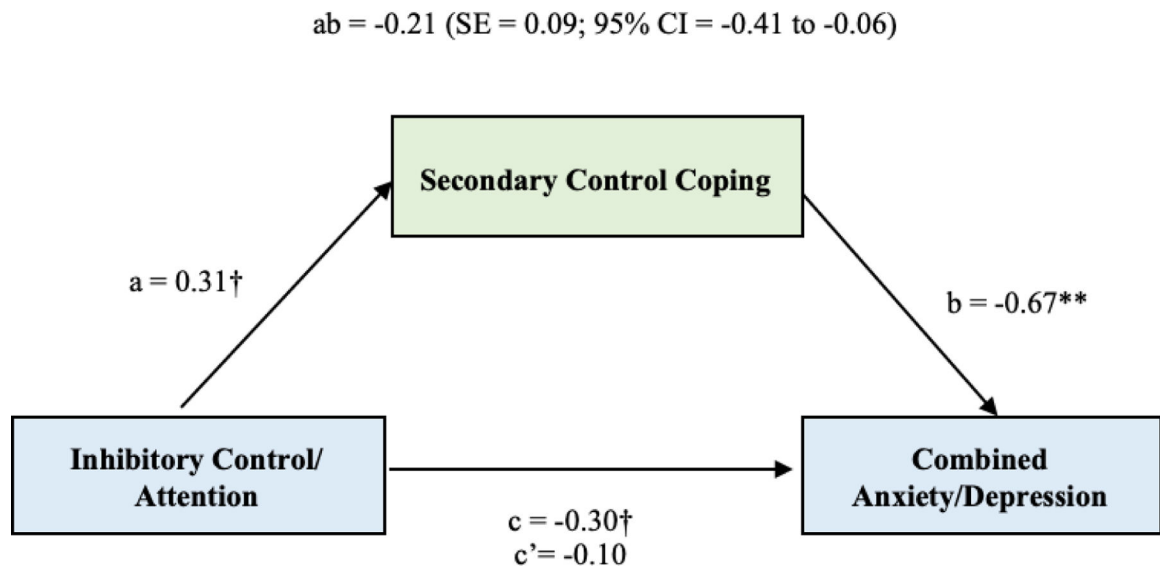 ab = -0.21 (SE = 0.09; 95% CI = -0.41 to -0.06)
Secondary Control Coping
a = 0.31†
b = -0.67**
Inhibitory Control/
Attention
Combined
Anxiety/Depression
c = -0.30†
c’= -0.10